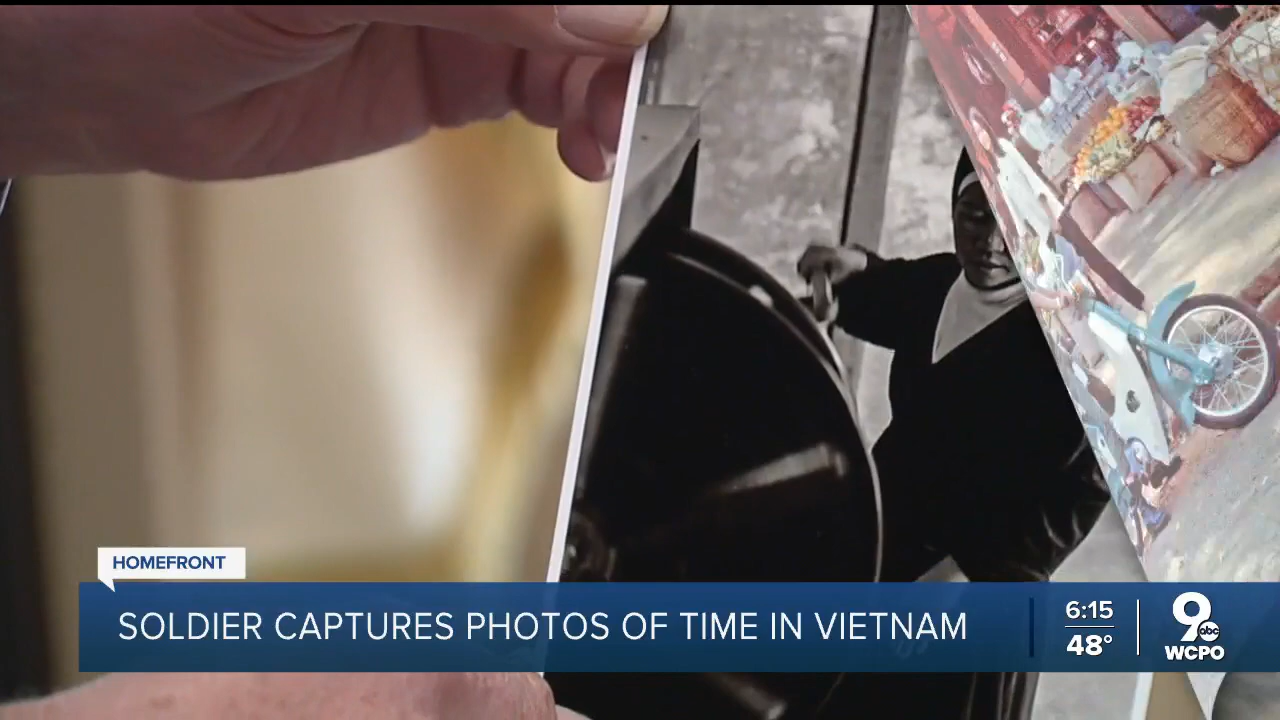 HOMEFRONT
SOLDIER CAPTURES PHOTOS OF TIME IN VIETNAM
6:15
48°
9
abc
WCPO